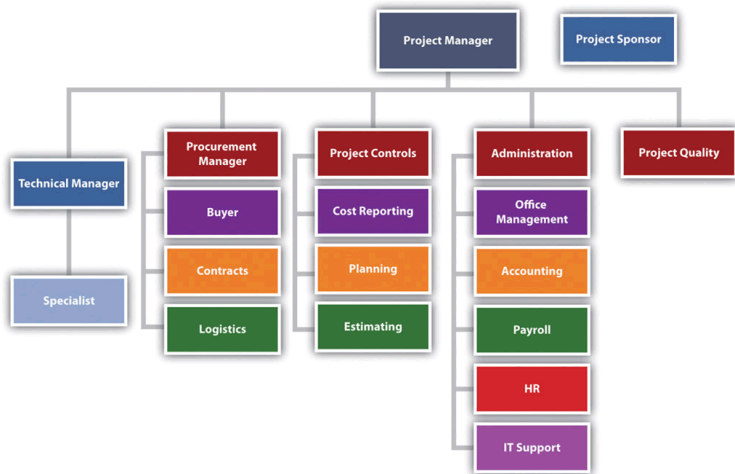 Project Manager
Project Sponsor
Technical Manager
Specialist
Procurement
Manager
Buyer
Contracts
Logistics
Project Controls
Cost Reporting
Planning
Estimating
Administration
Office
Management
Accounting
Payroll
HR
IT Support
Project Quality